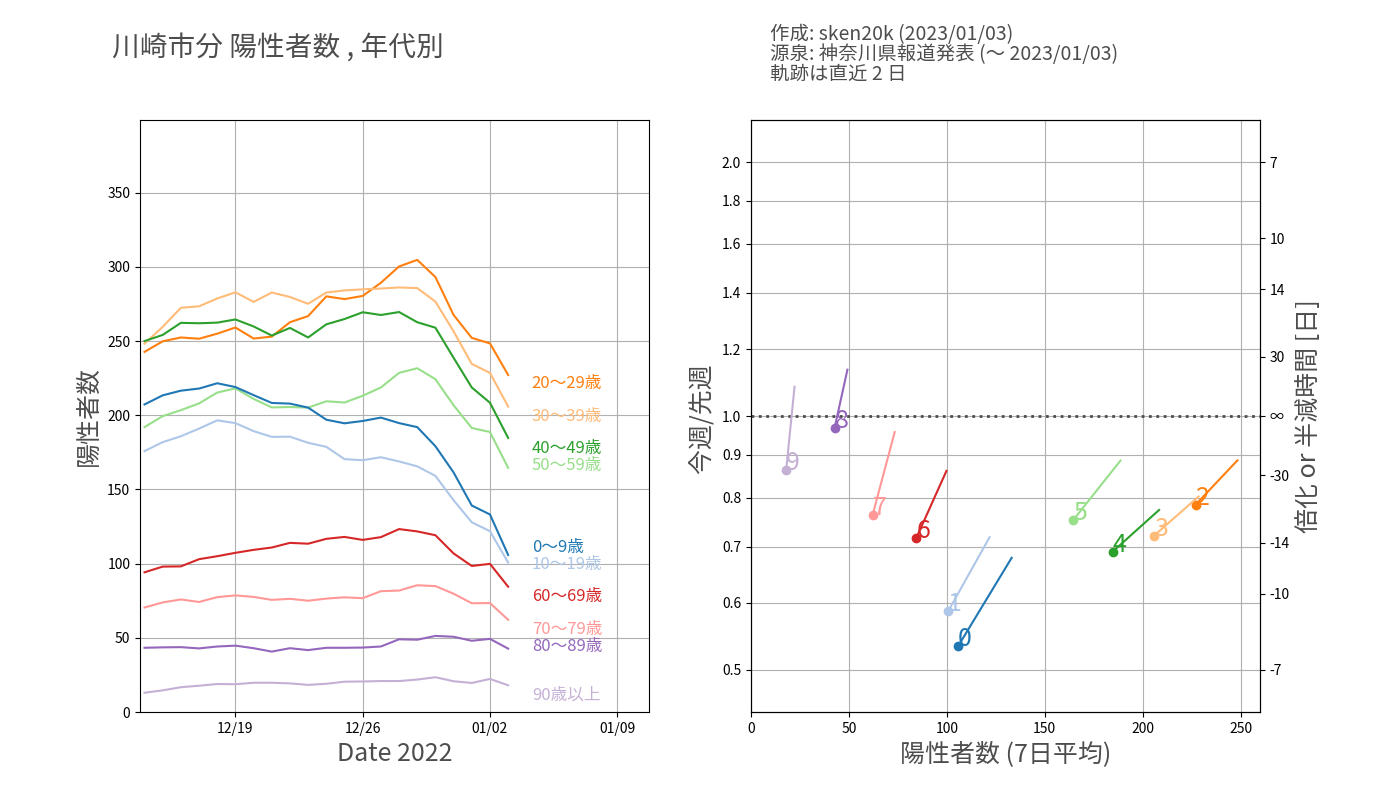 川崎市分 陽性者数 , 年代別
作成: sken20k (2023/01/03)
源泉: 神奈川県報道発表 (〜 2023/01/03)
軌跡は直近 2 日
陽性者数
350
300
250
200
150
100
50
0
12/19
12/26
01/02
01/09
Date 2022
20〜29歳
30〜39歳
40〜49歳
50〜59歳
0〜9歳
10〜19歳
60〜69歳
70〜79歳
80〜89歳
90歳以上
今週/先週
2.0
1.8
1.6
1.4
1.2
1.0
0.9
0.8
0.7
0.6
0.5
8
9
7
6
5
2
3
4
1
0
0
50
100
150
200
250
陽性者数 (7日平均)
7
10
14
30
∞
-30
-14
-10
-7
倍化 or 半減時間 [日]